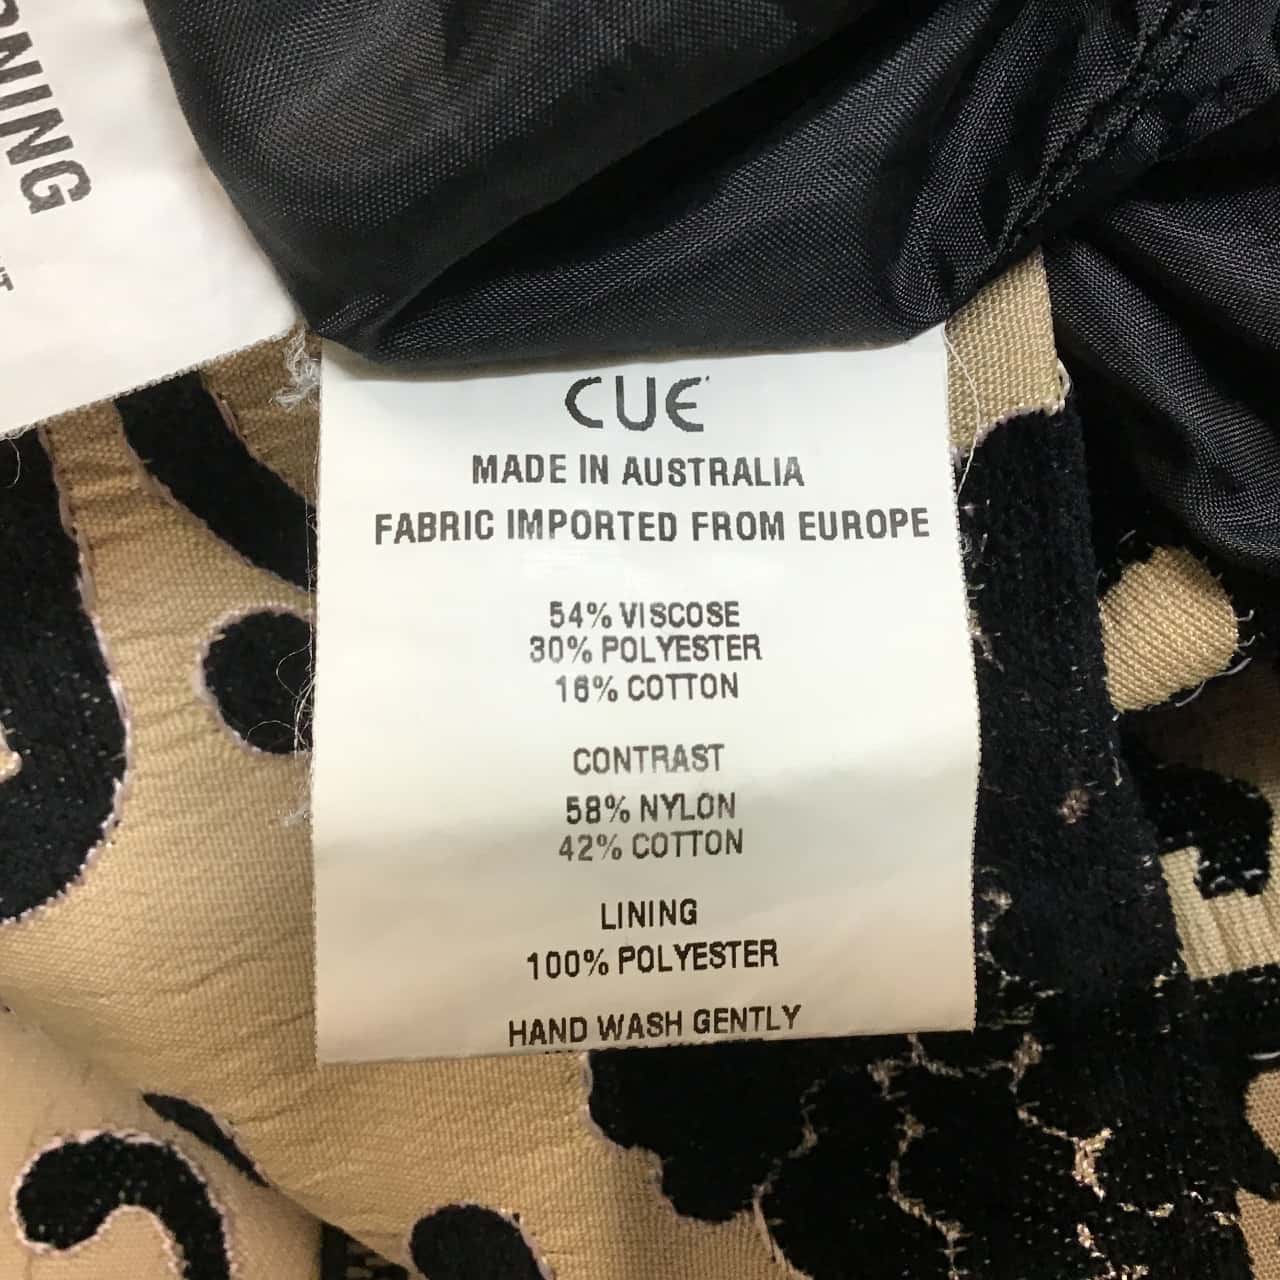 RNING
CUE
MADE IN AUSTRALIA
FABRIC IMPORTED FROM EUROPE
54% VISCOSE
30% POLYESTER
16% COTTON
CONTRAST
58% NYLON
42% COTTON
LINING
100% POLYESTER
HAND WASH GENTLY